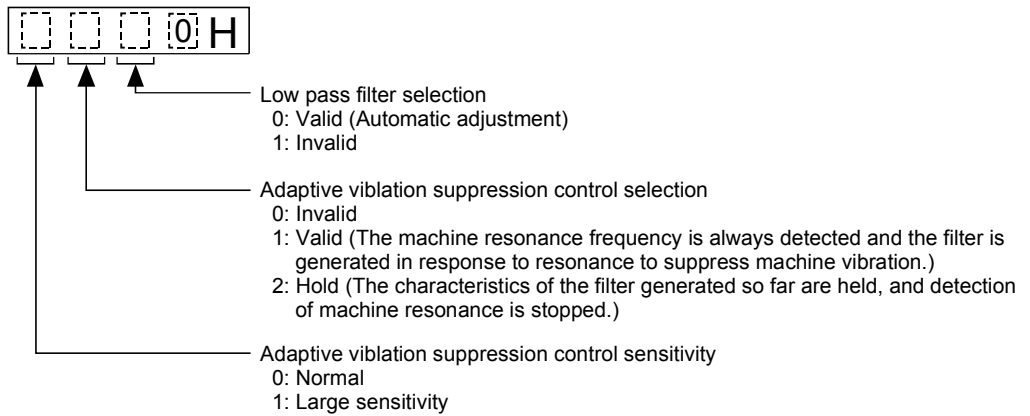 0 H
Low pass filter selection
0: Valid (Automatic adjustment)
1: Invalid
Adaptive viblation suppression control selection
0: Invalid
1: Valid (The machine resonance frequency is always detected and the filter is
generated in response to resonance to suppress machine vibration.)
2: Hold (The characteristics of the filter generated so far are held, and detection
of machine resonance is stopped.)
Adaptive viblation suppression control sensitivity
0: Normal
1: Large sensitivity